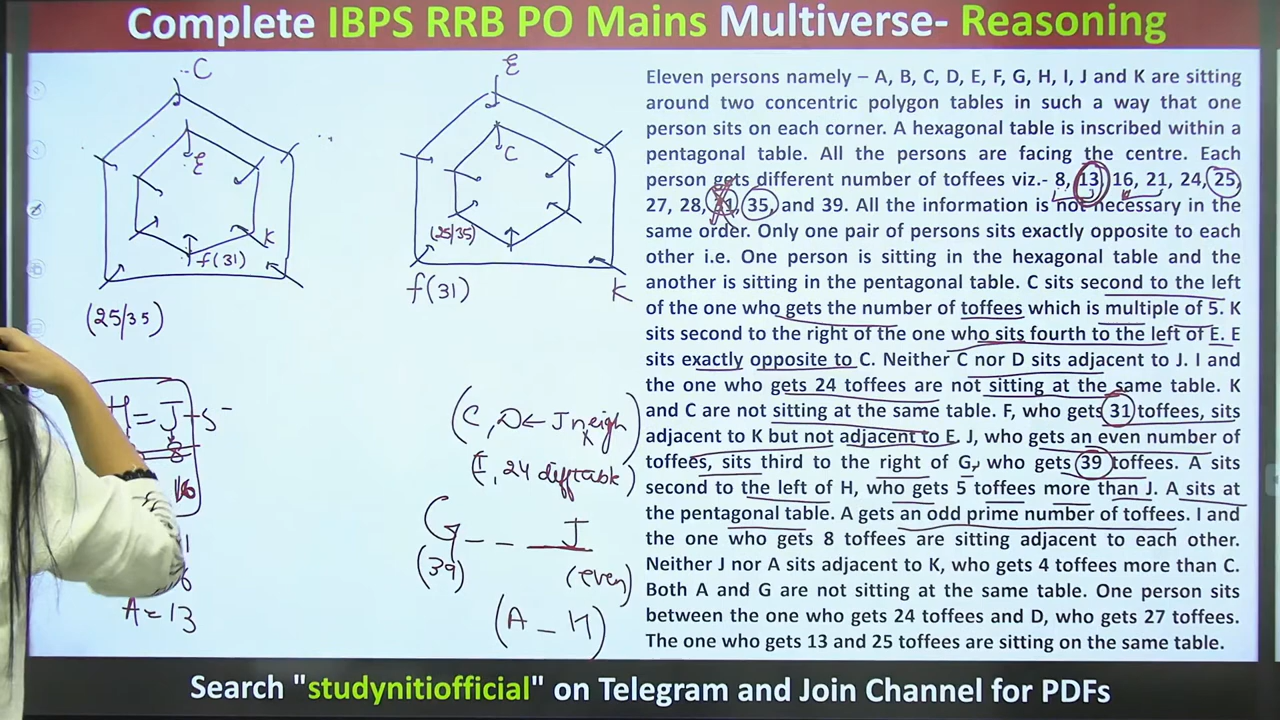 Complete IBPS RRB PO Mains Multiverse- Reasoning
C
E
E
C
K
f(31)
(25/35)
(25/35)
f(31)
K
Eleven persons namely – A, B, C, D, E, F, G, H, I, J and K are sitting
around two concentric polygon tables in such a way that one
person sits on each corner. A hexagonal table is inscribed within a
pentagonal table. All the persons are facing the centre. Each
person gets different number of toffees viz.- 8, 13, 16, 21, 24, 25,
27, 28, 31, 35, and 39. All the information is not necessary in the
same order. Only one pair of persons sits exactly opposite to each
other i.e. One person is sitting in the hexagonal table and the
another is sitting in the pentagonal table. C sits second to the left
of the one who gets the number of toffees which is multiple of 5. K
sits second to the right of the one who sits fourth to the left of E. E
sits exactly opposite to C. Neither C nor D sits adjacent to J. I and
the one who gets 24 toffees are not sitting at the same table. K
and C are not sitting at the same table. F, who gets 31 toffees, sits
adjacent to K but not adjacent to E. J, who gets an even number of
toffees, sits third to the right of G, who gets 39 toffees. A sits
second to the left of H, who gets 5 toffees more than J. A sits at
the pentagonal table. A gets an odd prime number of toffees. I and
the one who gets 8 toffees are sitting adjacent to each other.
Neither J nor A sits adjacent to K, who gets 4 toffees more than C.
Both A and G are not sitting at the same table. One person sits
between the one who gets 24 toffees and D, who gets 27 toffees.
The one who gets 13 and 25 toffees are sitting on the same table.
H = J + 5
8
16
A = 13
(C, D ← J neigh)
(I, 24 diff table)
G – – J
(39) (even)
(A – H)
Search "studynitiofficial" on Telegram and Join Channel for PDFs